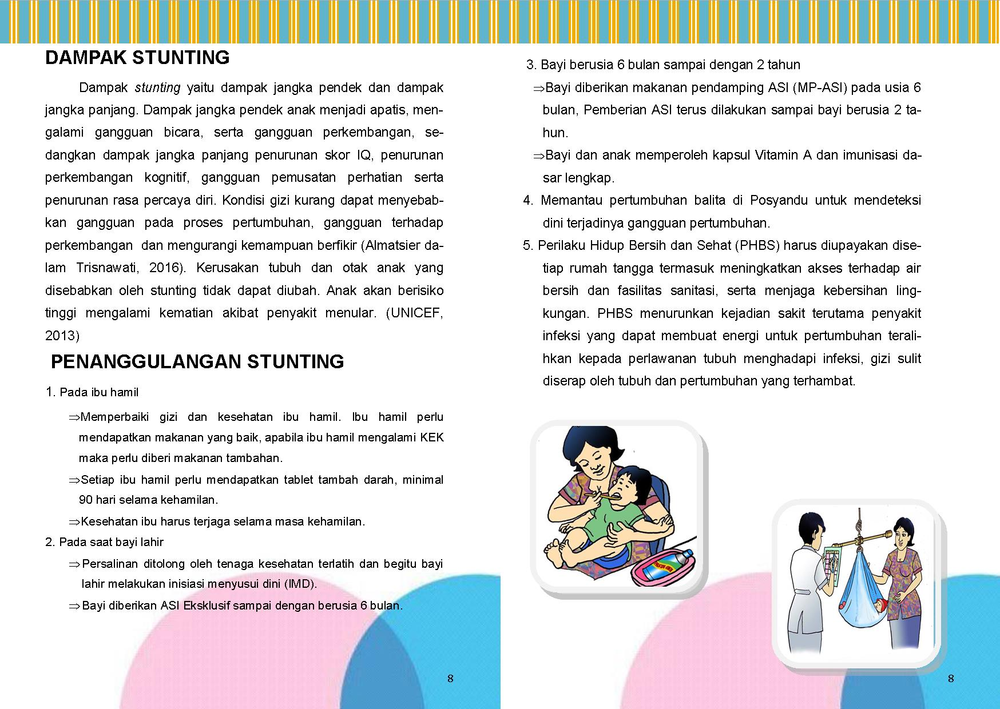 DAMPAK STUNTING
Dampak stunting yaitu dampak jangka pendek dan dampak
jangka panjang. Dampak jangka pendek anak menjadi apatis, men-
galami gangguan bicara, serta gangguan perkembangan, se-
dangkan dampak jangka panjang penurunan skor IQ, penurunan
perkembangan kognitif, gangguan pemusatan perhatian serta
penurunan rasa percaya diri. Kondisi gizi kurang dapat menyebab-
kan gangguan pada proses pertumbuhan, gangguan terhadap
perkembangan dan mengurangi kemampuan berfikir (Almatsier da-
lam Trisnawati, 2016). Kerusakan tubuh dan otak anak yang
disebabkan oleh stunting tidak dapat diubah. Anak akan berisiko
tinggi mengalami kematian akibat penyakit menular. (UNICEF,
2013)
PENANGGULANGAN STUNTING
1. Pada ibu hamil
⇒Memperbaiki gizi dan kesehatan ibu hamil. Ibu hamil perlu
mendapatkan makanan yang baik, apabila ibu hamil mengalami KEK
maka perlu diberi makanan tambahan.
⇒Setiap ibu hamil perlu mendapatkan tablet tambah darah, minimal
90 hari selama kehamilan.
⇒Kesehatan ibu harus terjaga selama masa kehamilan.
2. Pada saat bayi lahir
⇒Persalinan ditolong oleh tenaga kesehatan terlatih dan begitu bayi
lahir melakukan inisiasi menyusui dini (IMD).
⇒Bayi diberikan ASI Eksklusif sampai dengan berusia 6 bulan.
8
3. Bayi berusia 6 bulan sampai dengan 2 tahun
⇒Bayi diberikan makanan pendamping ASI (MP-ASI) pada usia 6
bulan, Pemberian ASI terus dilakukan sampai bayi berusia 2 ta-
hun.
⇒Bayi dan anak memperoleh kapsul Vitamin A dan imunisasi da-
sar lengkap.
4. Memantau pertumbuhan balita di Posyandu untuk mendeteksi
dini terjadinya gangguan pertumbuhan.
5. Perilaku Hidup Bersih dan Sehat (PHBS) harus diupayakan dise-
tiap rumah tangga termasuk meningkatkan akses terhadap air
bersih dan fasilitas sanitasi, serta menjaga kebersihan ling-
kungan. PHBS menurunkan kejadian sakit terutama penyakit
infeksi yang dapat membuat energi untuk pertumbuhan terali-
hkan kepada perlawanan tubuh menghadapi infeksi, gizi sulit
diserap oleh tubuh dan pertumbuhan yang terhambat.
PASTA GIGI
8